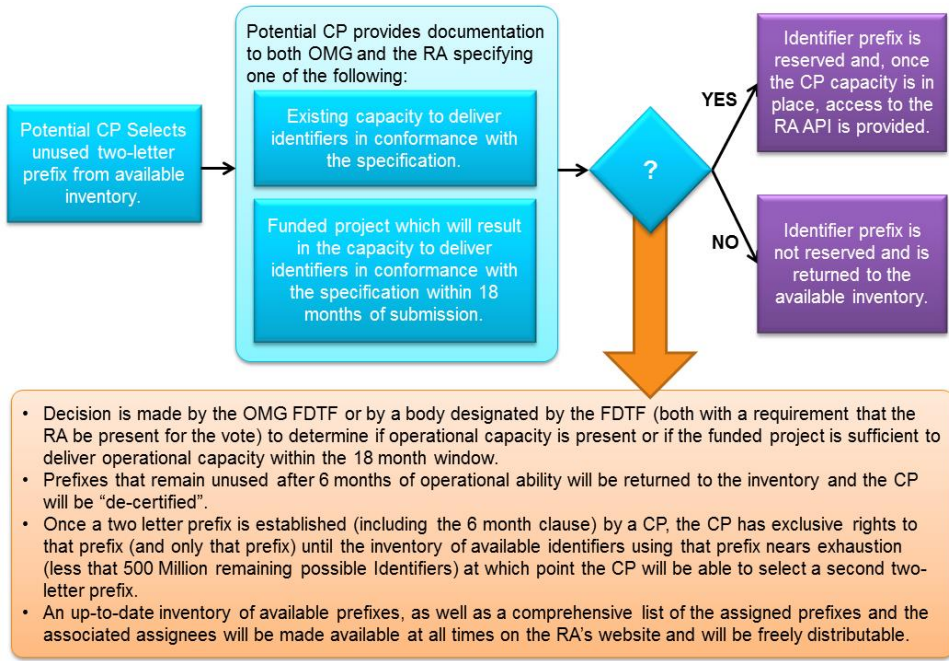 Potential CP Selects
unused two-letter
prefix from available
inventory.
Potential CP provides documentation
to both OMG and the RA specifying
one of the following:
Existing capacity to deliver
identifiers in conformance with
the specification.
Funded project which will result
in the capacity to deliver
identifiers in conformance with
the specification within 18
months of submission.
?
YES
Identifier prefix is
reserved and, once
the CP capacity is in
place, access to the
RA API is provided.
NO
Identifier prefix is
not reserved and is
returned to the
available inventory.
• Decision is made by the OMG FDTF or by a body designated by the FDTF (both with a requirement that the
RA be present for the vote) to determine if operational capacity is present or if the funded project is sufficient to
deliver operational capacity within the 18 month window.
• Prefixes that remain unused after 6 months of operational ability will be returned to the inventory and the CP
will be “de-certified”.
• Once a two letter prefix is established (including the 6 month clause) by a CP, the CP has exclusive rights to
that prefix (and only that prefix) until the inventory of available identifiers using that prefix nears exhaustion
(less that 500 Million remaining possible Identifiers) at which point the CP will be able to select a second two-
letter prefix.
• An up-to-date inventory of available prefixes, as well as a comprehensive list of the assigned prefixes and the
associated assignees will be made available at all times on the RA’s website and will be freely distributable.